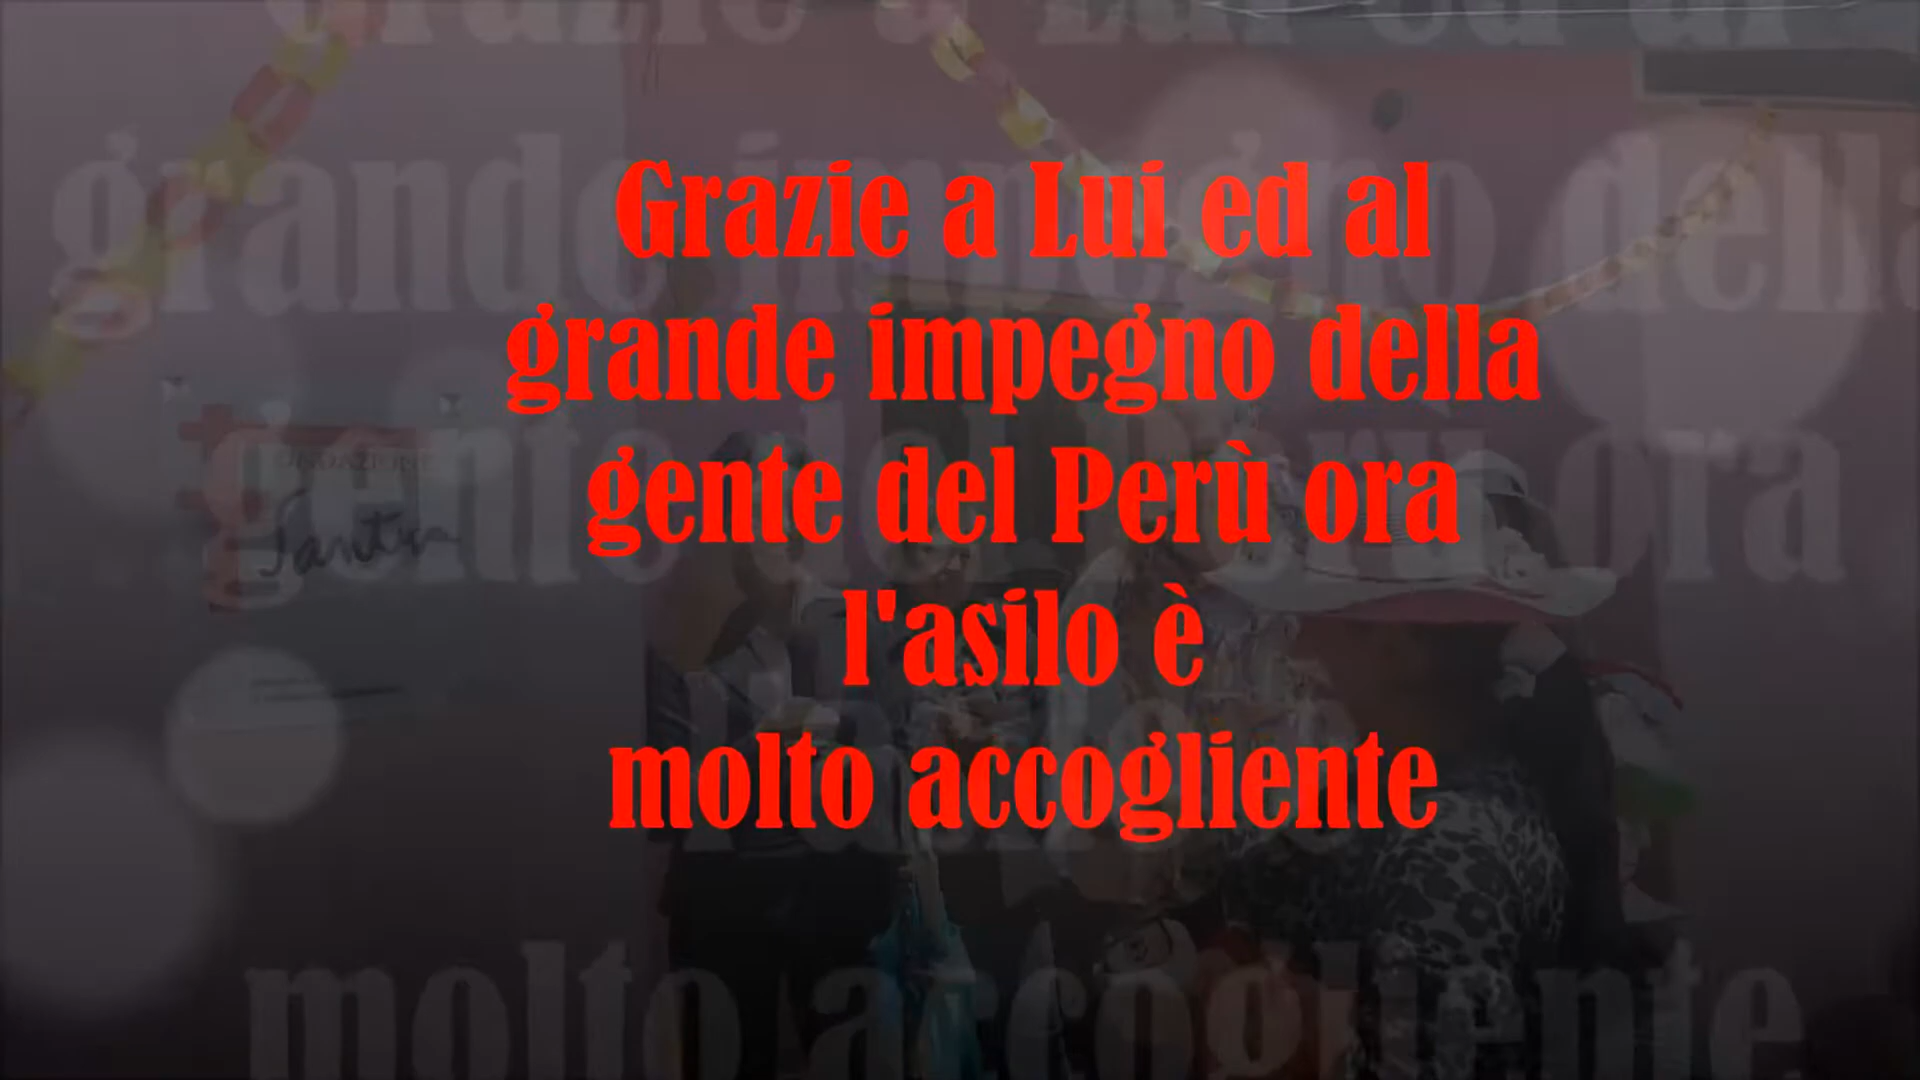 Grazie a Lui ed al
grande impegno della
gente del Perù ora
l'asilo è
molto accogliente